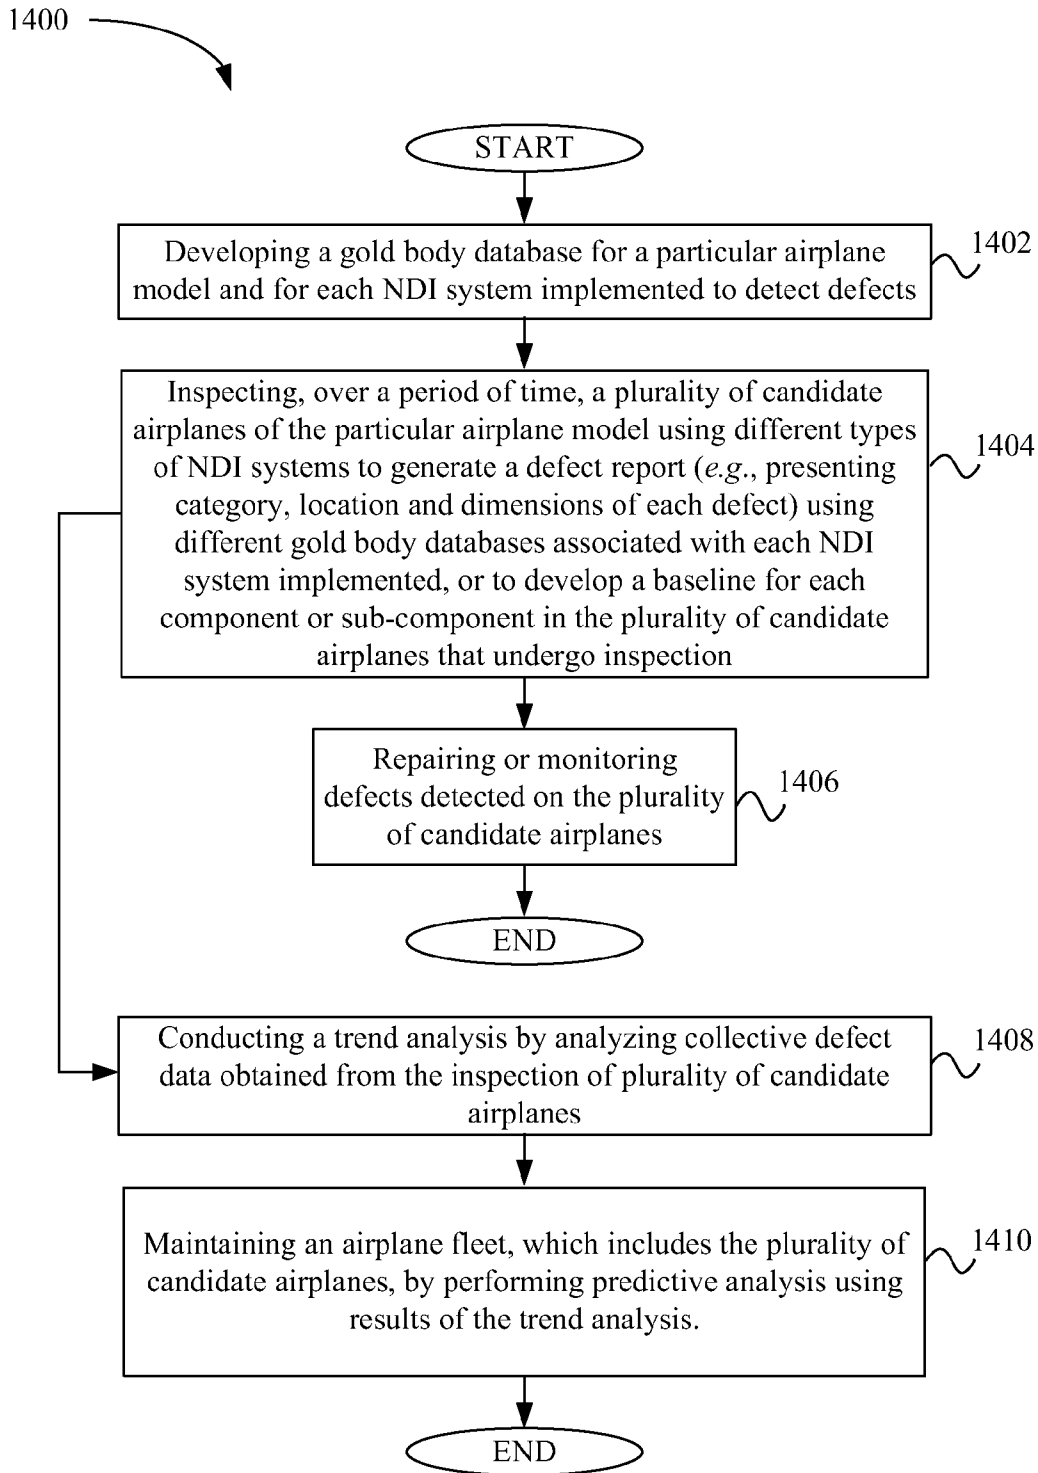 1400
START
Developing a gold body database for a particular airplane
model and for each NDI system implemented to detect defects
1402
Inspecting, over a period of time, a plurality of candidate
airplanes of the particular airplane model using different types
of NDI systems to generate a defect report (e.g., presenting
category, location and dimensions of each defect) using
different gold body databases associated with each NDI
system implemented, or to develop a baseline for each
component or sub-component in the plurality of candidate
airplanes that undergo inspection
1404
Repairing or monitoring
defects detected on the plurality
of candidate airplanes
1406
END
Conducting a trend analysis by analyzing collective defect
data obtained from the inspection of plurality of candidate
airplanes
1408
Maintaining an airplane fleet, which includes the plurality of
candidate airplanes, by performing predictive analysis using
results of the trend analysis.
1410
END